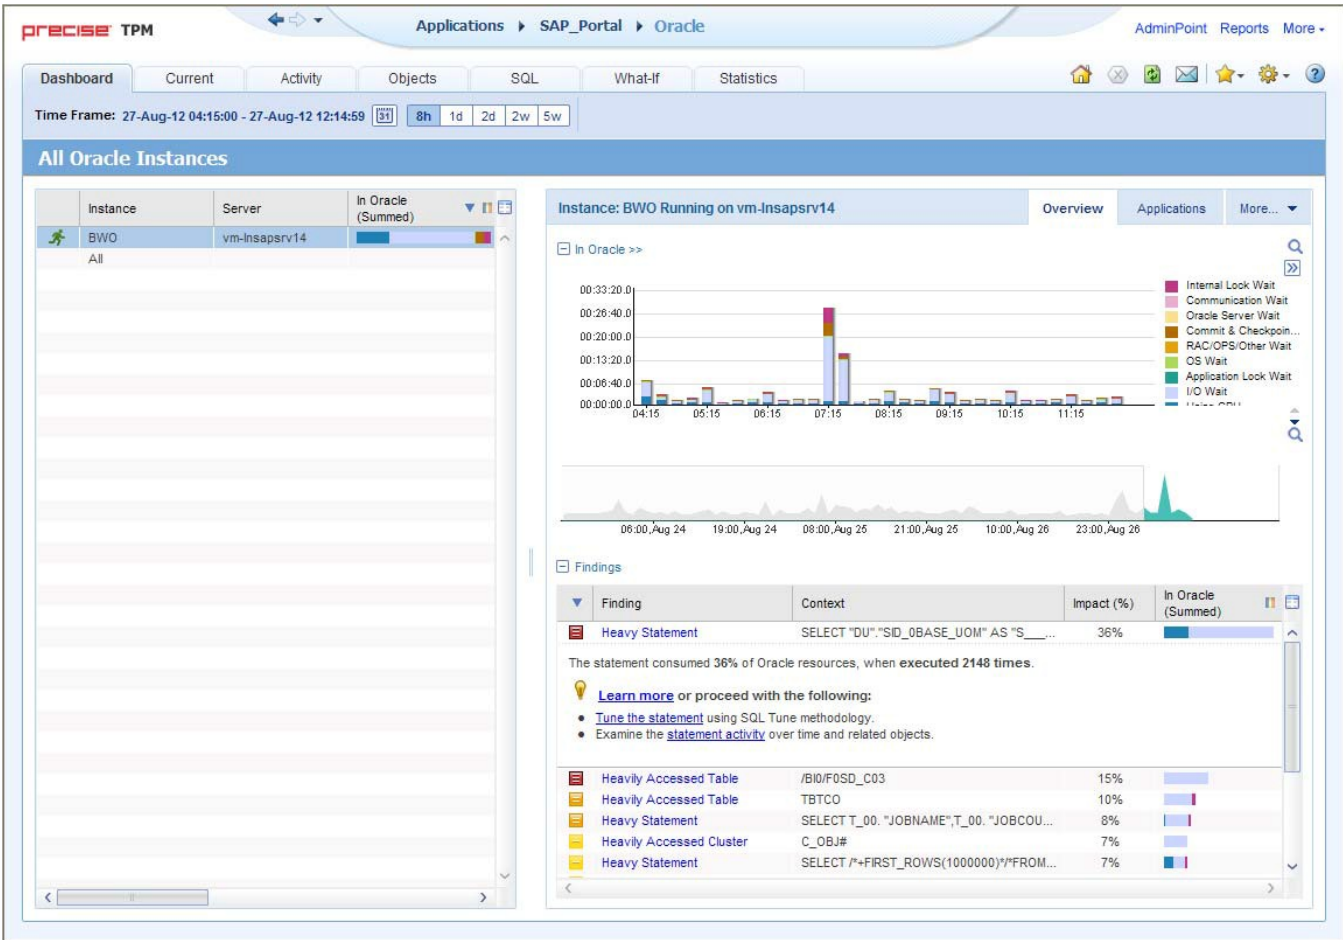 precise TPM
Applications SAP_Portal Oracle
AdminPoint Reports More
Dashboard Current Activity Objects SQL What-If Statistics
Time Frame: 27-Aug-12 04:15:00 - 27-Aug-12 12:14:59 31 8h 1d 2d 2w 5w
All Oracle Instances
Instance Server In Oracle (Summed)
BWO vm-lnsapsrv14
All
Instance: BWO Running on vm-lnsapsrv14
Overview Applications More...
In Oracle >>
00:33:20.0
00:26:40.0
00:20:00.0
00:13:20.0
00:06:40.0
00:00:00.0
04:15 05:15 06:15 07:15 08:15 09:15 10:15 11:15
Internal Lock Wait
Communication Wait
Oracle Server Wait
Commit & Checkpoin...
RAC/OPS/Other Wait
OS Wait
Application Lock Wait
I/O Wait
Using CPU
06:00,Aug 24 19:00,Aug 24 08:00,Aug 25 21:00,Aug 25 10:00,Aug 26 23:00,Aug 26
Findings
Finding Context Impact (%) In Oracle (Summed)
Heavy Statement SELECT "DU"."SID_0BASE_UOM" AS "S___... 36%
The statement consumed 36% of Oracle resources, when executed 2148 times.
Learn more or proceed with the following:
• Tune the statement using SQL Tune methodology.
• Examine the statement activity over time and related objects.
Heavily Accessed Table /BI0/F0SD_C03 15%
Heavily Accessed Table TBTCO 10%
Heavy Statement SELECT T_00. "JOBNAME",T_00. "JOBCOU... 8%
Heavily Accessed Cluster C_OBJ# 7%
Heavy Statement SELECT /*+FIRST_ROWS(1000000)*/*FROM... 7%